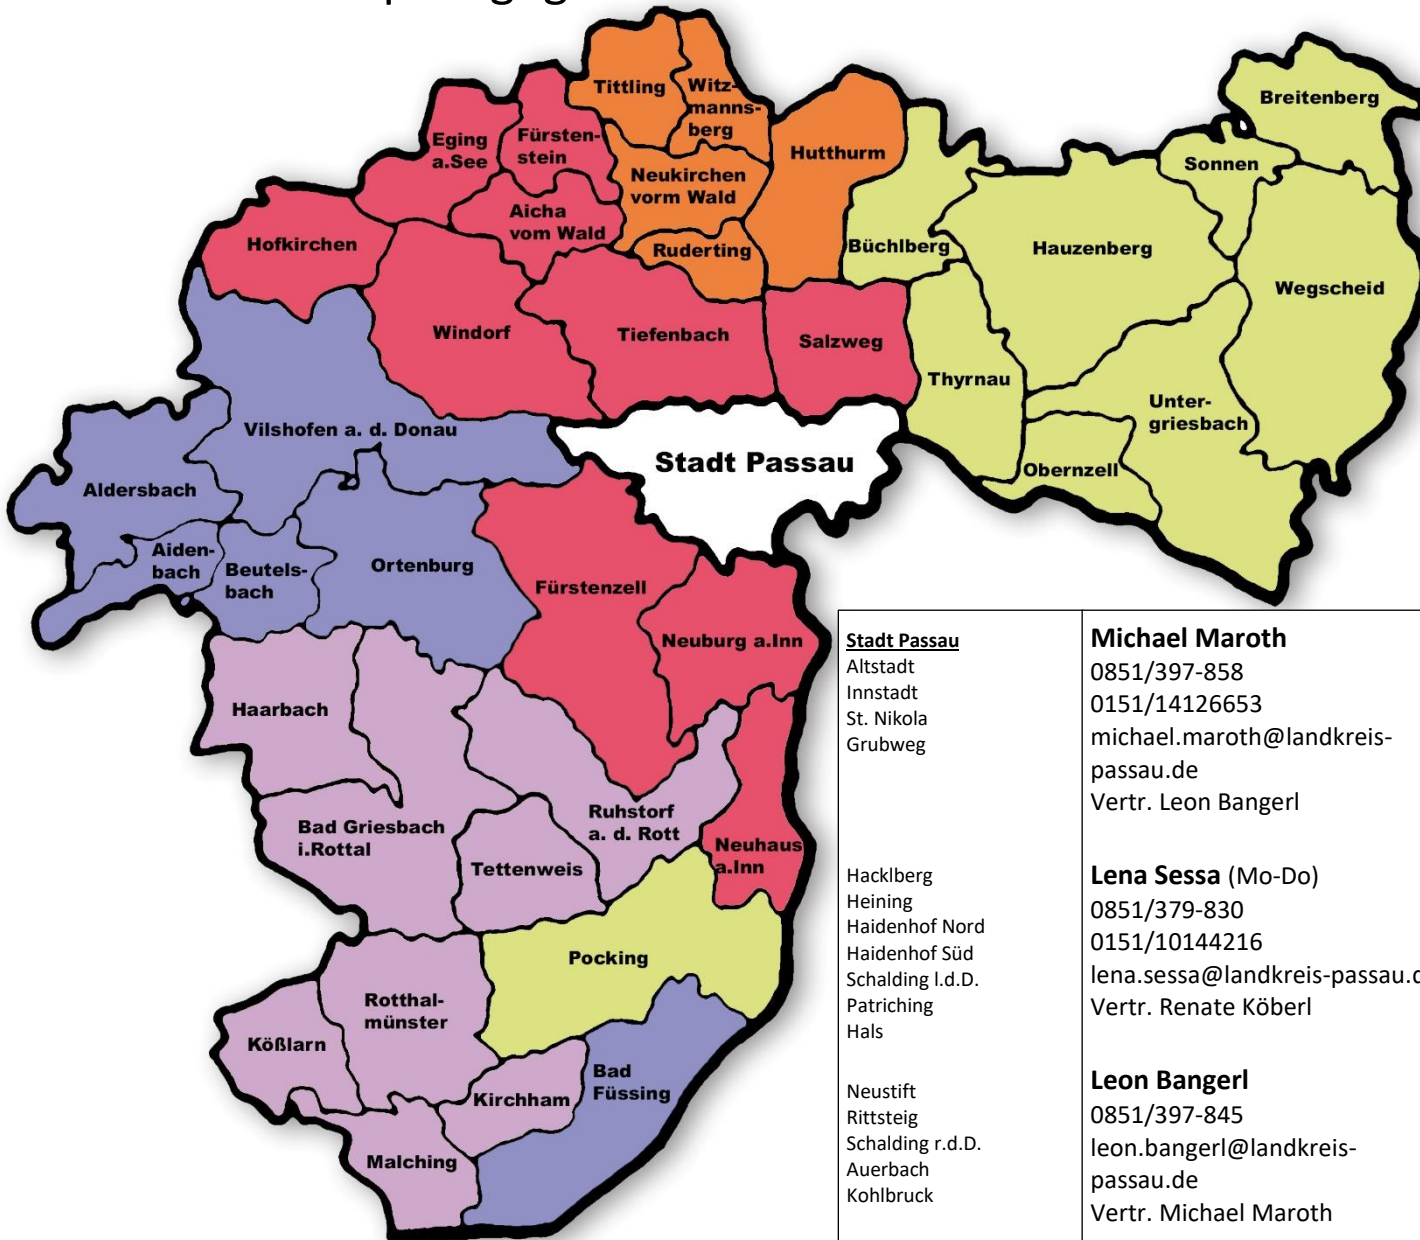 Tittling
Witz-
manns-
berg
Breitenberg
Eging
a.See
Fürsten-
stein
Hutthurm
Sonnen
Neukirchen
vorm Wald
Aicha
vom Wald
Hofkirchen
Ruderting
Büchlberg
Hauzenberg
Wegscheid
Windorf
Tiefenbach
Salzweg
Thyrnau
Unter-
griesbach
Vilshofen a. d. Donau
Stadt Passau
Obernzell
Aldersbach
Aiden-
bach
Beutels-
bach
Ortenburg
Fürstenzell
Neuburg a.Inn
Haarbach
Bad Griesbach
i.Rottal
Ruhstorf
a. d. Rott
Tettenweis
Neuhaus
a.Inn
Pocking
Rotthal-
münster
Kößlarn
Bad
Füssing
Kirchham
Malching
Stadt Passau
Altstadt
Innstadt
St. Nikola
Grubweg
Michael Maroth
0851/397-858
0151/14126653
michael.maroth@landkreis-
passau.de
Vertr. Leon Bangerl
Hacklberg
Heining
Haidenhof Nord
Haidenhof Süd
Schalding l.d.D.
Patriching
Hals
Lena Sessa (Mo-Do)
0851/379-830
0151/10144216
lena.sessa@landkreis-passau.d
Vertr. Renate Köberl
Neustift
Rittsteig
Schalding r.d.D.
Auerbach
Kohlbruck
Leon Bangerl
0851/397-845
leon.bangerl@landkreis-
passau.de
Vertr. Michael Maroth